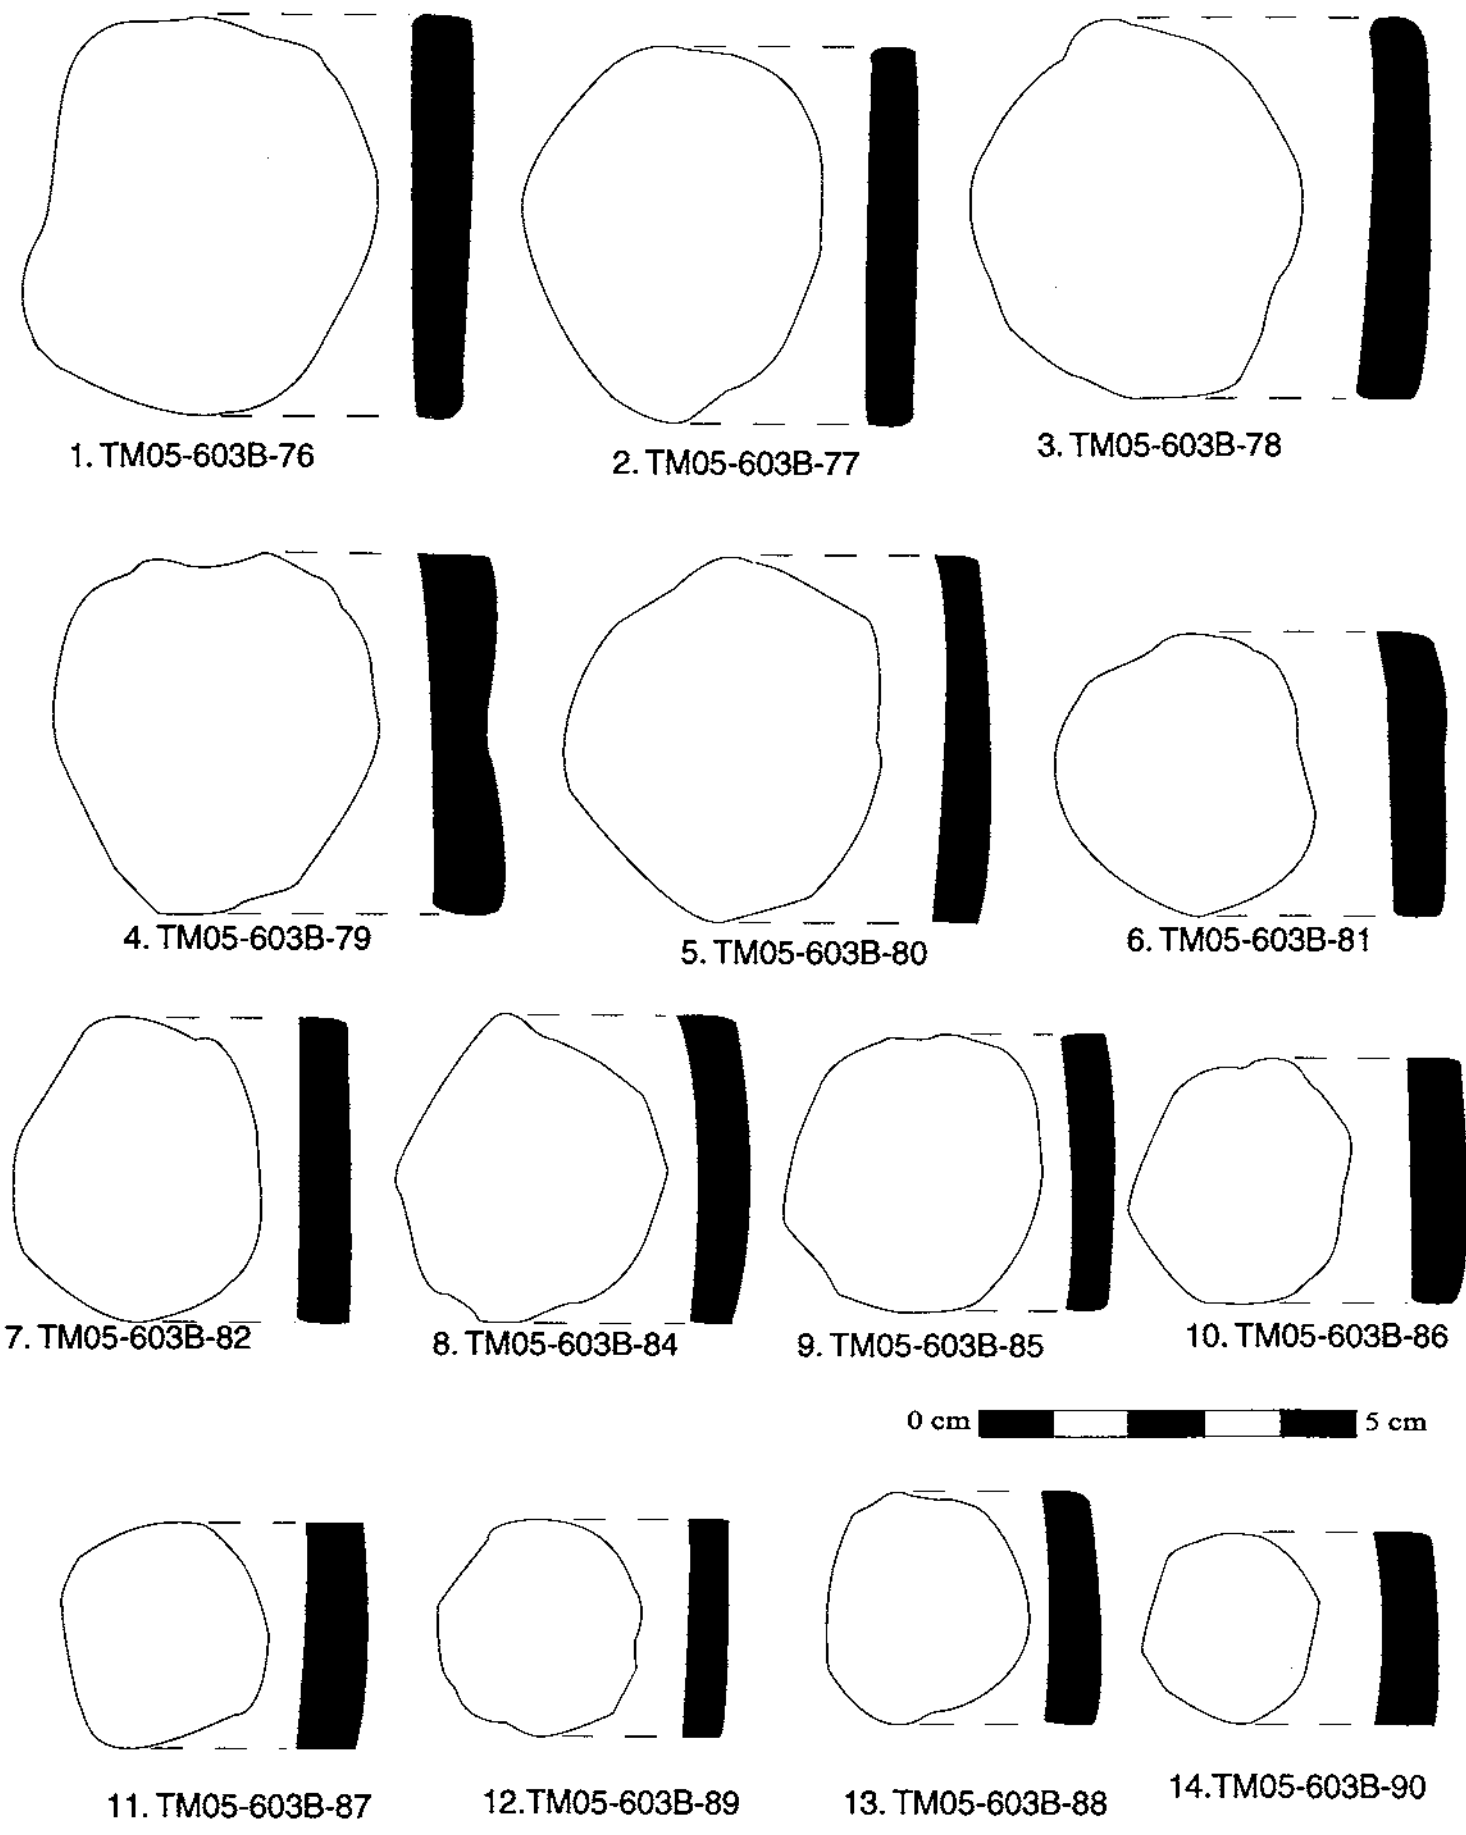 1. TM05-603B-76
2. TM05-603B-77
3. TM05-603B-78
4. TM05-603B-79
5. TM05-603B-80
6. TM05-603B-81
7. TM05-603B-82
8. TM05-603B-84
9. TM05-603B-85
10. TM05-603B-86
0 cm 5 cm
11. TM05-603B-87
12.TM05-603B-89
13. TM05-603B-88
14.TM05-603B-90